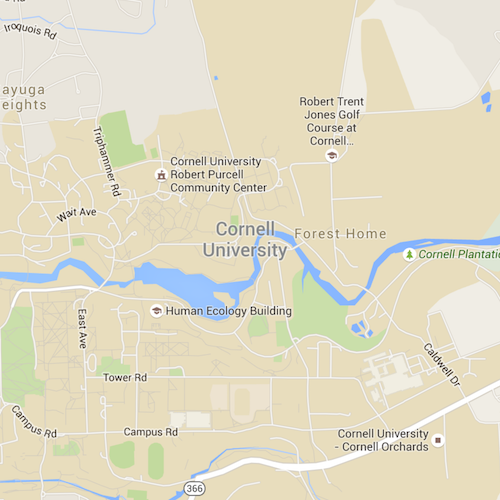 Iroquois Rd
ayuga
eights
Triphammer Rd
Robert Trent
Jones Golf
Course at
Cornell...
Cornell University
Robert Purcell
Community Center
Wait Ave
Cornell
University
Forest Home
Cornell Plantatio
Human Ecology Building
East Ave
Caldwell Dr
Tower Rd
Campus Rd
Campus Rd
Cornell University
- Cornell Orchards
366